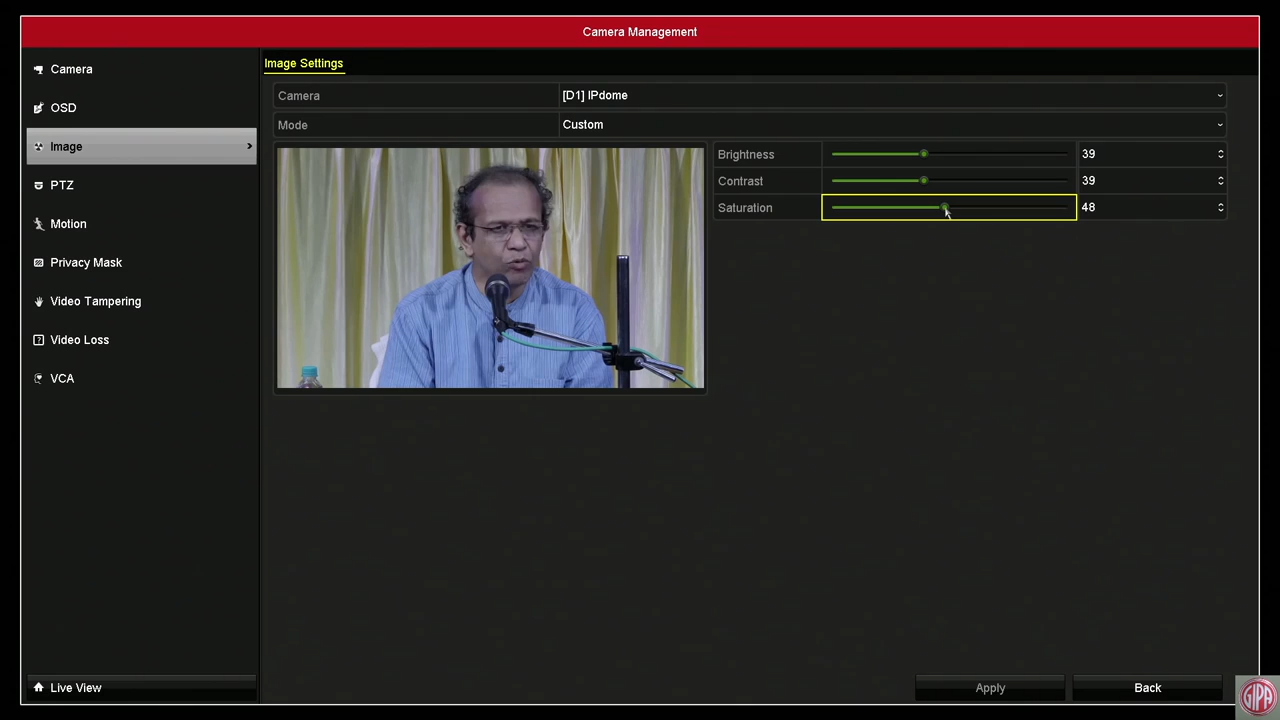 Camera Management
Camera
OSD
Image
PTZ
Motion
Privacy Mask
Video Tampering
Video Loss
VCA
Live View
Image Settings
Camera [D1] IPdome
Mode Custom
Brightness 39
Contrast 39
Saturation 48
Apply Back
GIPA